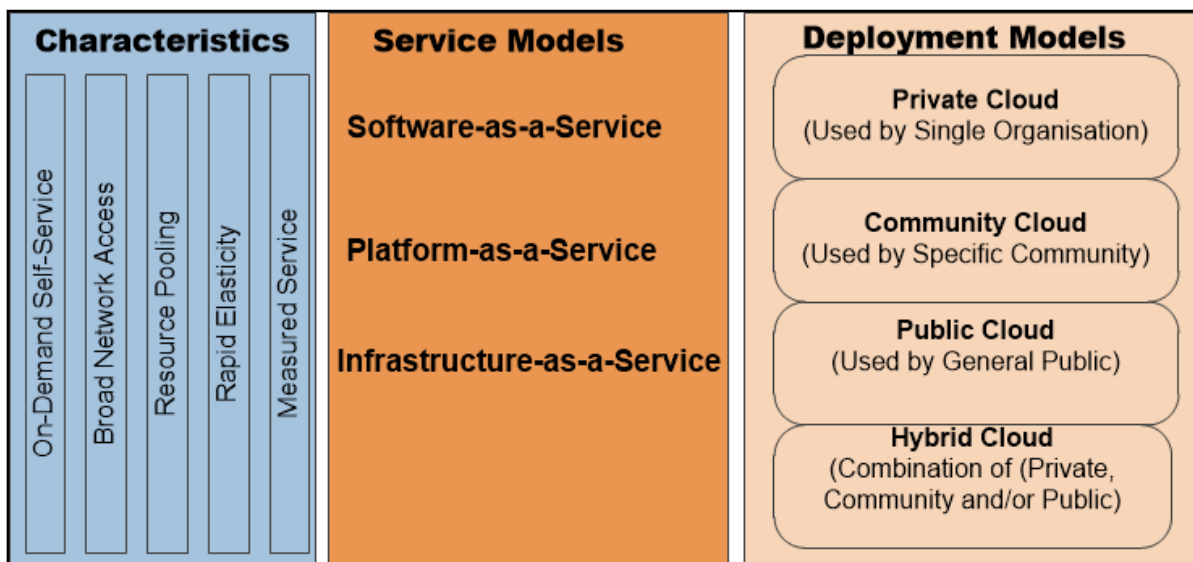 Characteristics
On-Demand Self-Service
Broad Network Access
Resource Pooling
Rapid Elasticity
Measured Service
Service Models
Software-as-a-Service
Platform-as-a-Service
Infrastructure-as-a-Service
Deployment Models
Private Cloud
(Used by Single Organisation)
Community Cloud
(Used by Specific Community)
Public Cloud
(Used by General Public)
Hybrid Cloud
(Combination of (Private,
Community and/or Public)